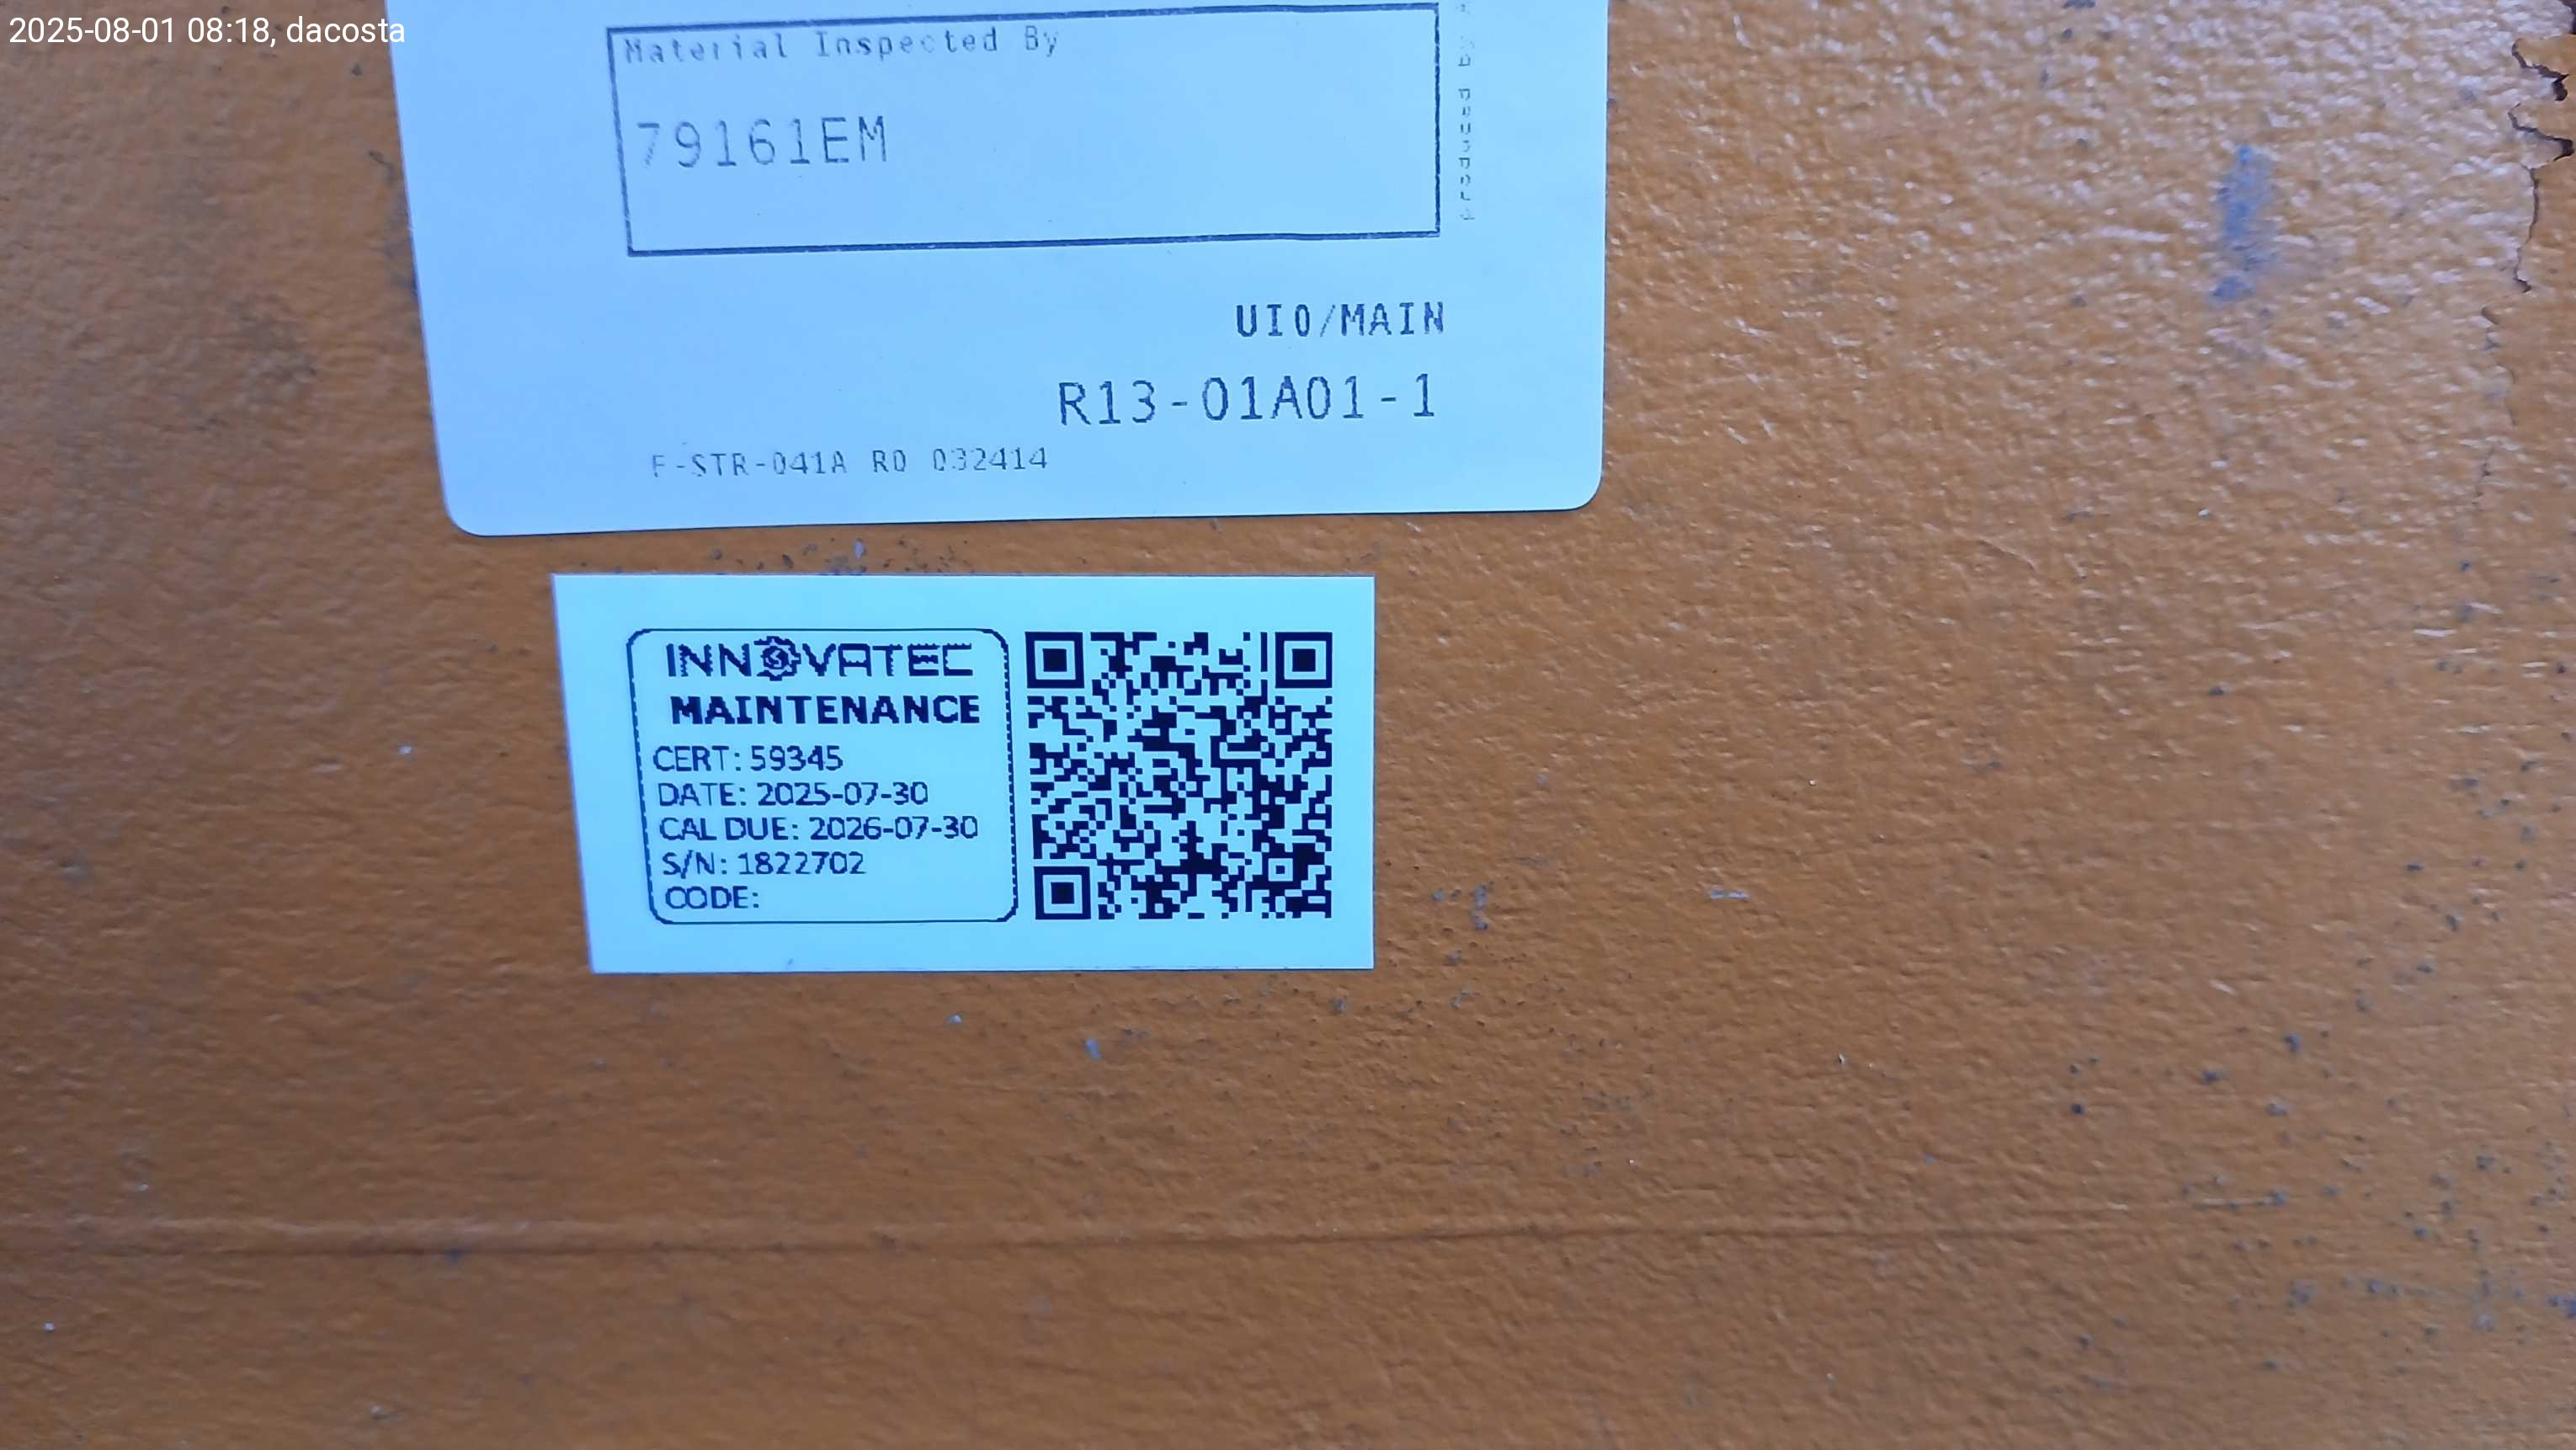 2025-08-01 08:18, dacosta
Material Inspected By
79161EM
UIO/MAIN
R13-01A01-1
F-STR-041A R0 032414
INNOVATEC
MAINTENANCE
CERT: 59345
DATE: 2025-07-30
CAL DUE: 2026-07-30
S/N: 1822702
CODE: